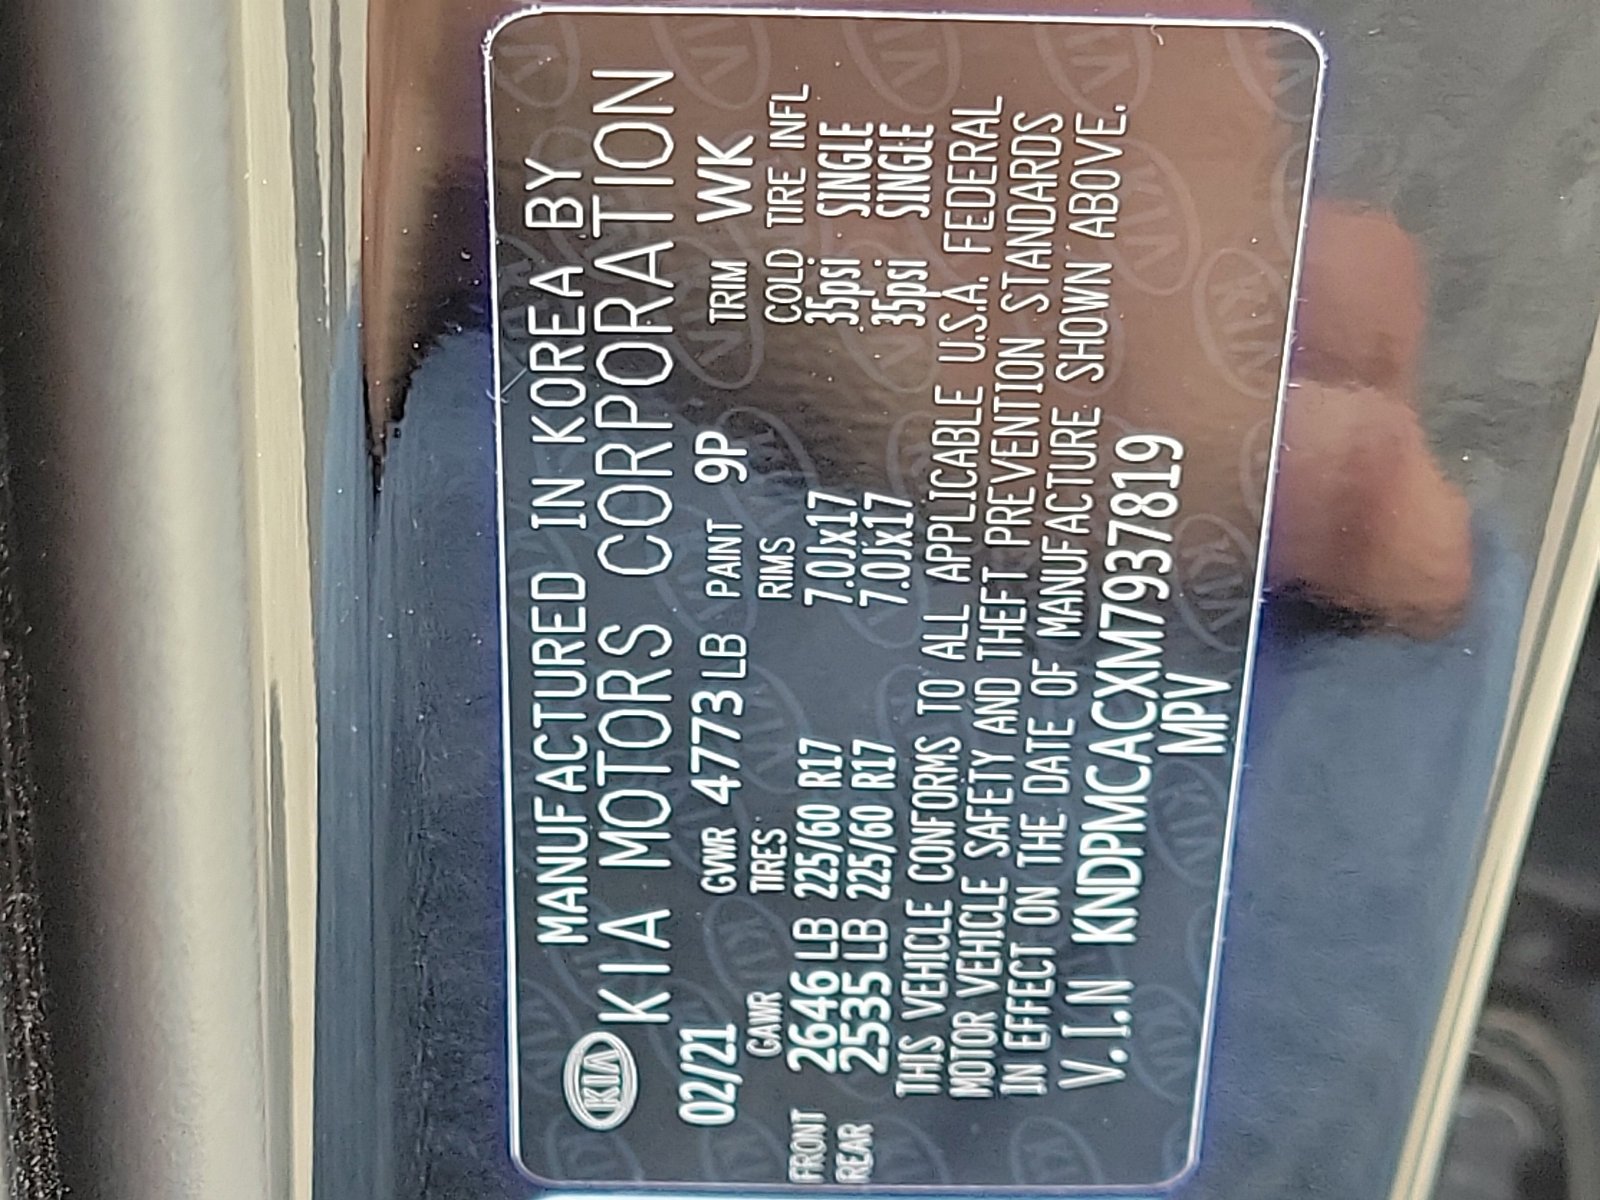 KIA MANUFACTURED IN KOREA BY
KIA MOTORS CORPORATION
02/21 GVWR 4773 LB PAINT 9P TRIM WK
GAWR TIRES RIMS COLD TIRE INFL
FRONT 2646 LB 225/60 R17 7.0Jx17 35psi SINGLE
REAR 2535 LB 225/60 R17 7.0Jx17 35psi SINGLE
THIS VEHICLE CONFORMS TO ALL APPLICABLE U.S.A. FEDERAL
MOTOR VEHICLE SAFETY AND THEFT PREVENTION STANDARDS
IN EFFECT ON THE DATE OF MANUFACTURE SHOWN ABOVE.
V.I.N KNDPMCACXM7937819
MPV